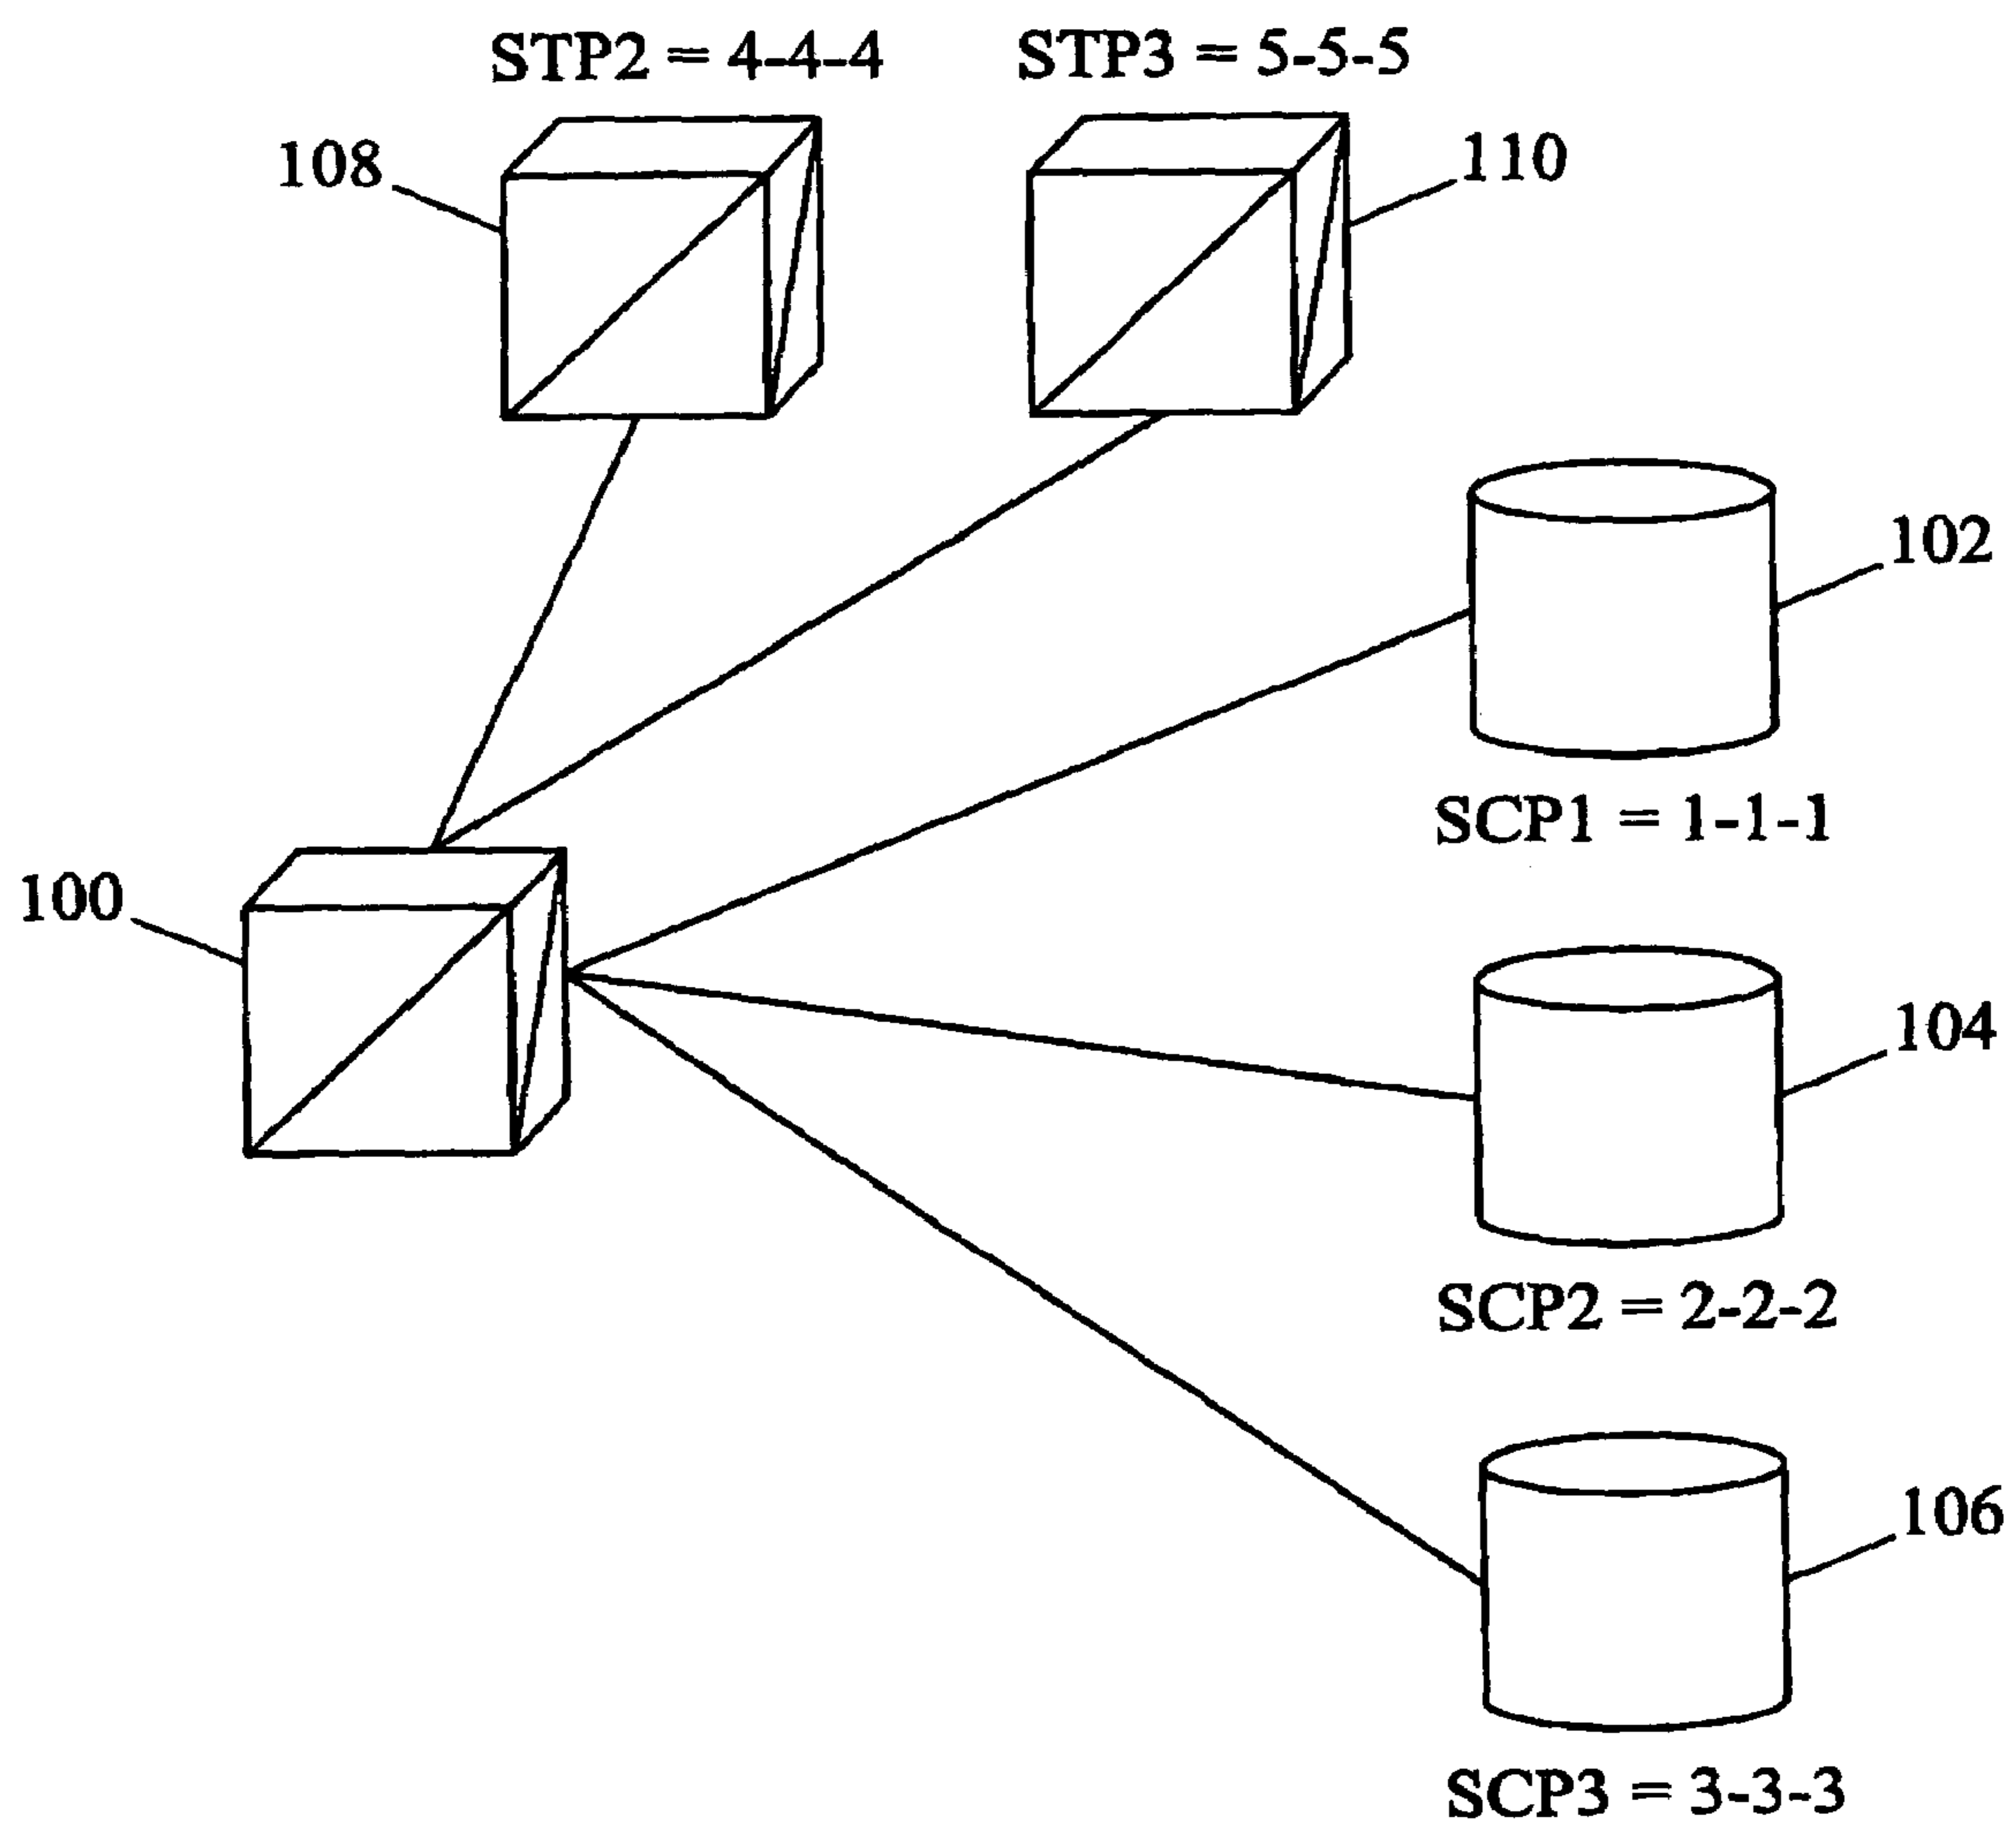 STP2 = 4-4-4
STP3 = 5-5-5
108
110
102
SCP1 = 1-1-1
100
104
SCP2 = 2-2-2
106
SCP3 = 3-3-3